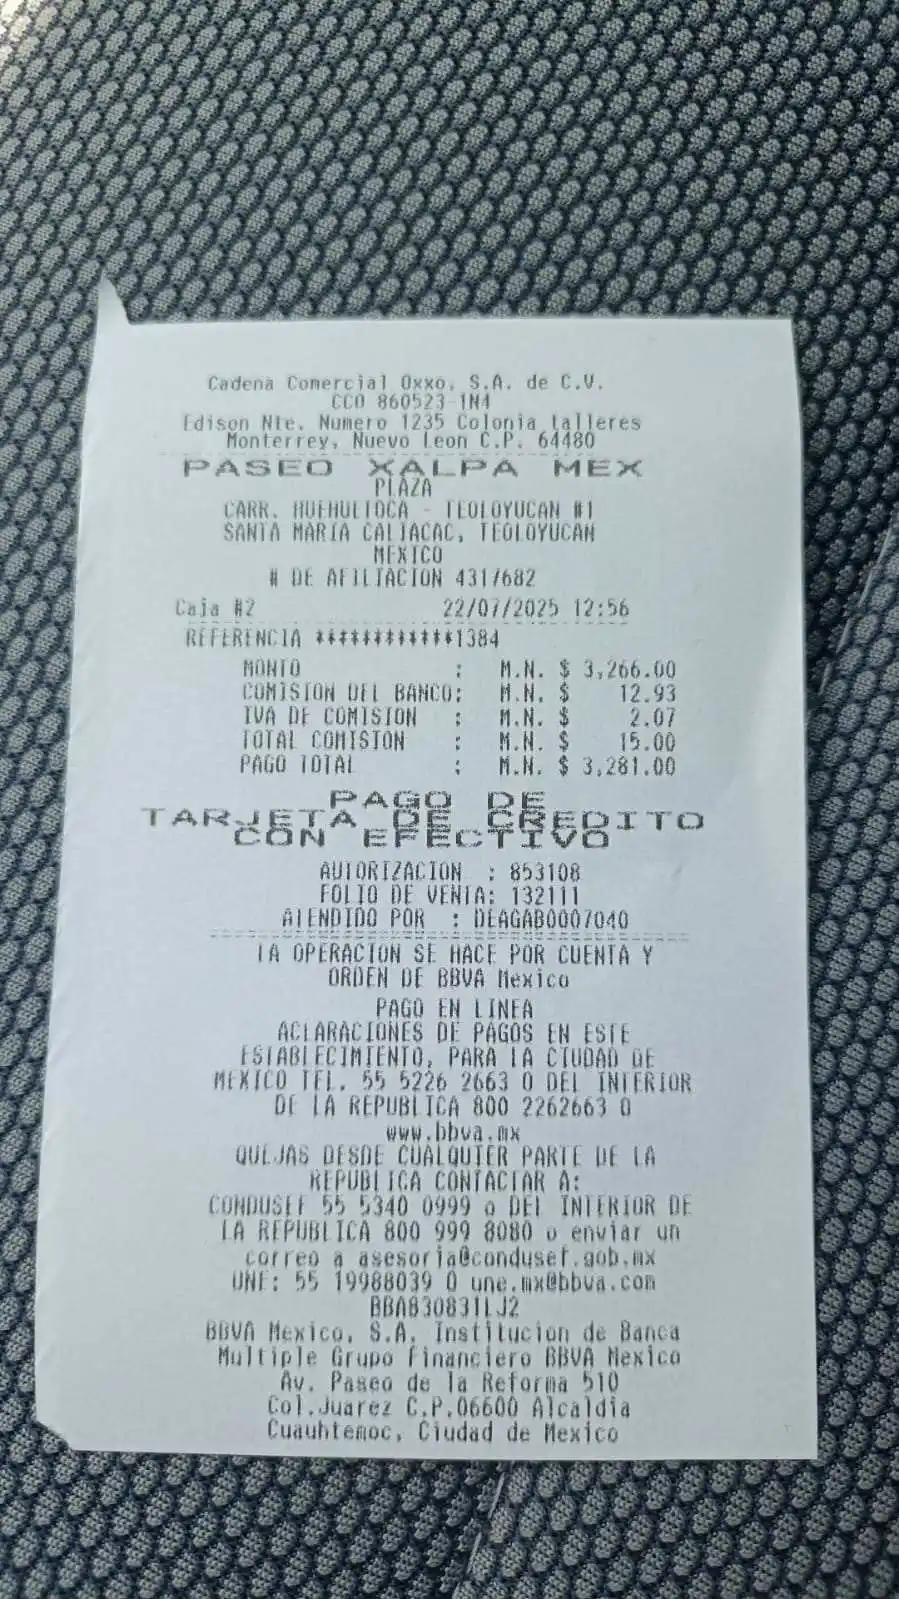 Cadena Comercial Oxxo, S.A. de C.V.
CCO 860523-1N4
Edison Nte. Numero 1235 Colonia talleres
Monterrey, Nuevo Leon C.P. 64480
PASEO XALPA MEX
PLAZA
CARR. HUEHUETOCA - TEOLOYUCAN #1
SANTA MARIA CALIACAC, TEOLOYUCAN
MEXICO
# DE AFILIACION 4317682
Caja #2 22/07/2025 12:56
REFERENCIA ************1384
MONTO : M.N. $ 3,266.00
COMISION DEL BANCO: M.N. $ 12.93
IVA DE COMISION : M.N. $ 2.07
TOTAL COMISION : M.N. $ 15.00
PAGO TOTAL : M.N. $ 3,281.00
PAGO DE
TARJETA DE CREDITO
CON EFECTIVO
AUTORIZACION : 853108
FOLIO DE VENTA: 132111
ATENDIDO POR : DEAGAB0007040
LA OPERACION SE HACE POR CUENTA Y
ORDEN DE BBVA Mexico
PAGO EN LINEA
ACLARACIONES DE PAGOS EN ESTE
ESTABLECIMIENTO, PARA LA CIUDAD DE
MEXICO TEL. 55 5226 2663 O DEL INTERIOR
DE LA REPUBLICA 800 2262663 O
www.bbva.mx
QUEJAS DESDE CUALQUIER PARTE DE LA
REPUBLICA CONTACTAR A:
CONDUSEF 55 5340 0999 o DEL INTERIOR DE
LA REPUBLICA 800 999 8080 o enviar un
correo a asesoria@condusef.gob.mx
UNE: 55 19988039 O une.mx@bbva.com
BBA830831LJ2
BBVA Mexico, S.A. Institucion de Banca
Multiple Grupo Financiero BBVA Mexico
Av. Paseo de la Reforma 510
Col.Juarez C.P.06600 Alcaldia
Cuauhtemoc, Ciudad de Mexico